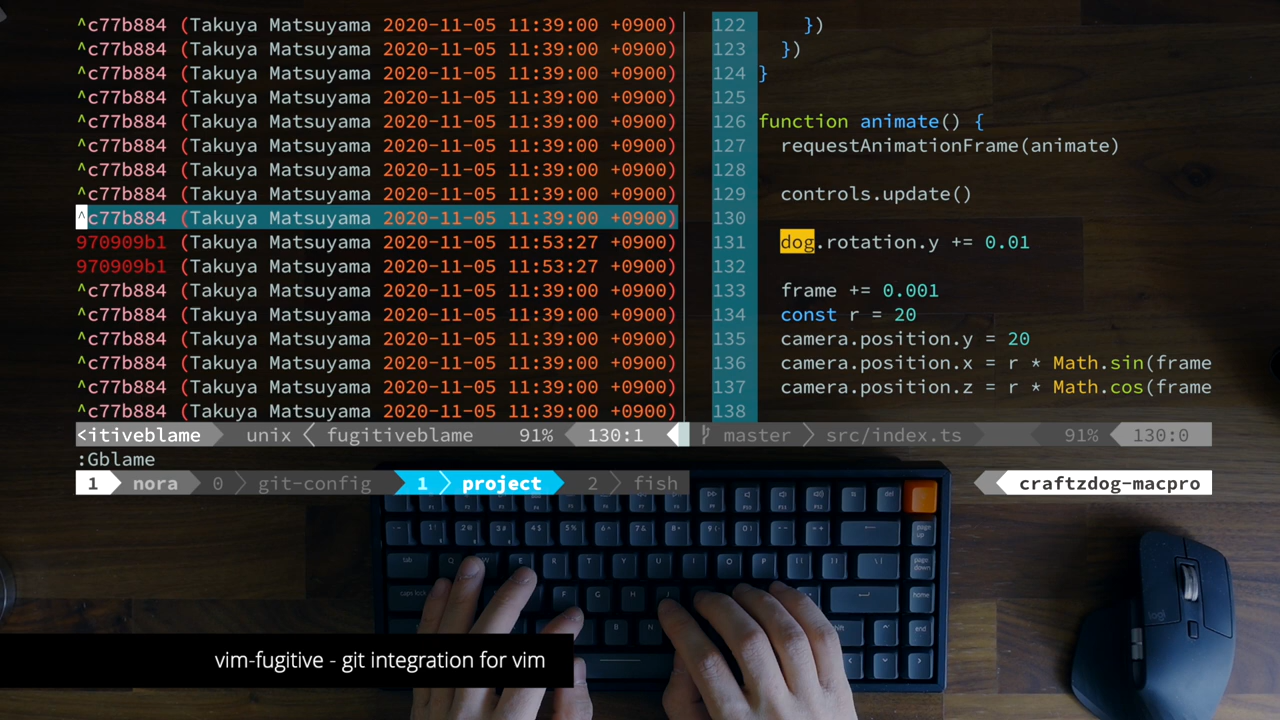 ^c77b884 (Takuya Matsuyama 2020-11-05 11:39:00 +0900)
^c77b884 (Takuya Matsuyama 2020-11-05 11:39:00 +0900)
^c77b884 (Takuya Matsuyama 2020-11-05 11:39:00 +0900)
^c77b884 (Takuya Matsuyama 2020-11-05 11:39:00 +0900)
^c77b884 (Takuya Matsuyama 2020-11-05 11:39:00 +0900)
^c77b884 (Takuya Matsuyama 2020-11-05 11:39:00 +0900)
^c77b884 (Takuya Matsuyama 2020-11-05 11:39:00 +0900)
^c77b884 (Takuya Matsuyama 2020-11-05 11:39:00 +0900)
^c77b884 (Takuya Matsuyama 2020-11-05 11:39:00 +0900)
970909b1 (Takuya Matsuyama 2020-11-05 11:53:27 +0900)
970909b1 (Takuya Matsuyama 2020-11-05 11:53:27 +0900)
^c77b884 (Takuya Matsuyama 2020-11-05 11:39:00 +0900)
^c77b884 (Takuya Matsuyama 2020-11-05 11:39:00 +0900)
^c77b884 (Takuya Matsuyama 2020-11-05 11:39:00 +0900)
^c77b884 (Takuya Matsuyama 2020-11-05 11:39:00 +0900)
^c77b884 (Takuya Matsuyama 2020-11-05 11:39:00 +0900)
^c77b884 (Takuya Matsuyama 2020-11-05 11:39:00 +0900)
122 })
123 })
124 }
125
126 function animate() {
127 requestAnimationFrame(animate)
128
129 controls.update()
130
131 dog.rotation.y += 0.01
132
133 frame += 0.001
134 const r = 20
135 camera.position.y = 20
136 camera.position.x = r * Math.sin(frame
137 camera.position.z = r * Math.cos(frame
138
<itiveblame unix fugitiveblame 91% 130:1
master src/index.ts 91% 130:0
:Gblame
1 nora 0 git-config 1 project 2 fish craftzdog-macpro
vim-fugitive - git integration for vim